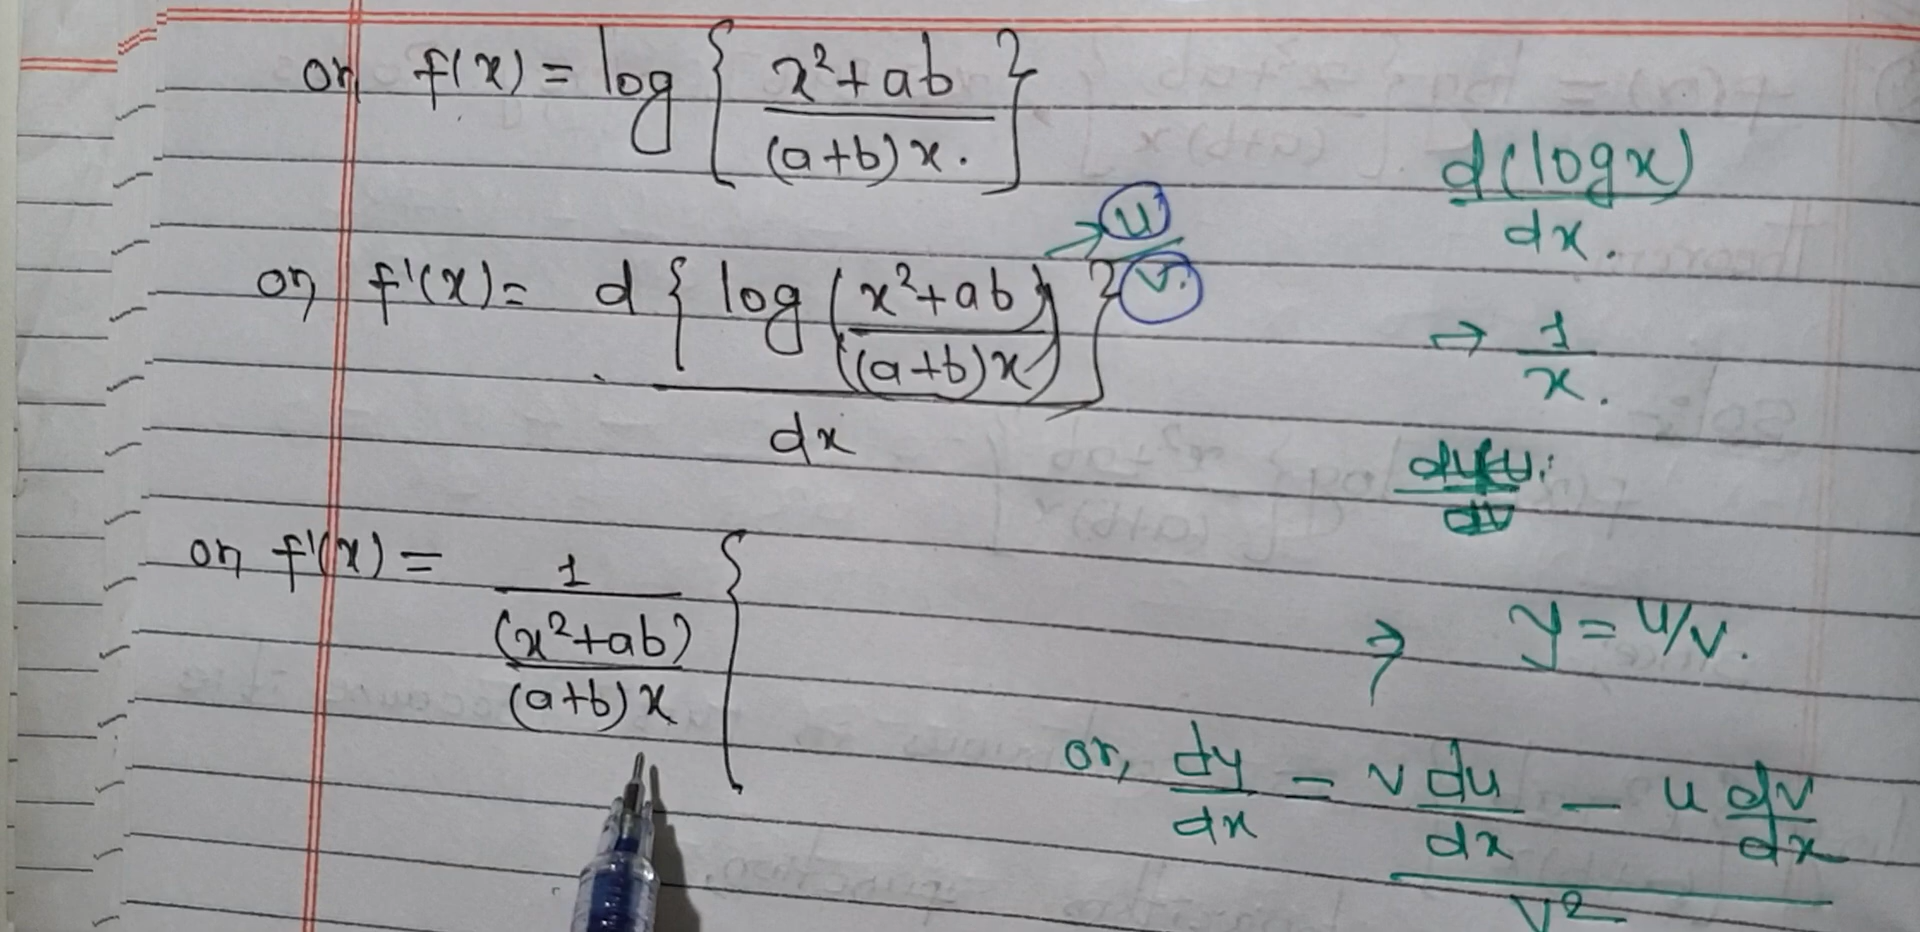 or f(x) = log { x²+ab / (a+b)x. }
or f'(x) = d { log ( x²+ab / (a+b)x ) } / dx
→ u / v.
or f'(x) = 1 / (x²+ab) / (a+b)x {
d(logx) / dx.
→ 1 / x.
⇒ y = u/v.
or, dy/dx = v du/dx − u dv/dx / v²